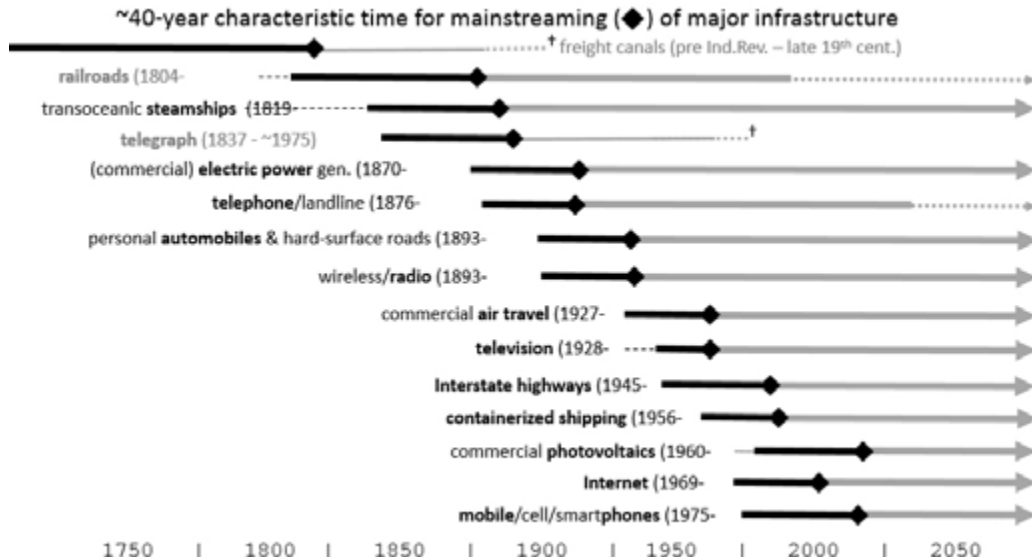 ~40-year characteristic time for mainstreaming (◆) of major infrastructure
† freight canals (pre Ind.Rev. – late 19th cent.)
railroads (1804-
transoceanic steamships (1819-
telegraph (1837 - ~1975) †
(commercial) electric power gen. (1870-
telephone/landline (1876-
personal automobiles & hard-surface roads (1893-
wireless/radio (1893-
commercial air travel (1927-
television (1928-
Interstate highways (1945-
containerized shipping (1956-
commercial photovoltaics (1960-
Internet (1969-
mobile/cell/smartphones (1975-
1750 | 1800 | 1850 | 1900 | 1950 | 2000 | 2050